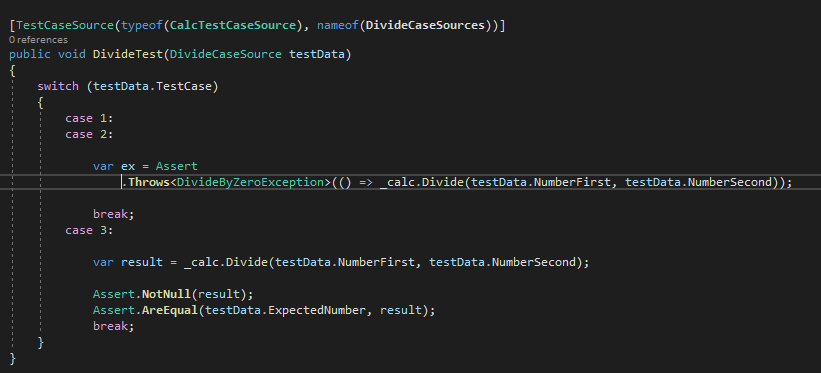 [TestCaseSource(typeof(CalcTestCaseSource), nameof(DivideCaseSources))]
0 references
public void DivideTest(DivideCaseSource testData)
{
switch (testData.TestCase)
{
case 1:
case 2:
var ex = Assert
.Throws<DivideByZeroException>(() => _calc.Divide(testData.NumberFirst, testData.NumberSecond));
break;
case 3:
var result = _calc.Divide(testData.NumberFirst, testData.NumberSecond);
Assert.NotNull(result);
Assert.AreEqual(testData.ExpectedNumber, result);
break;
}
}